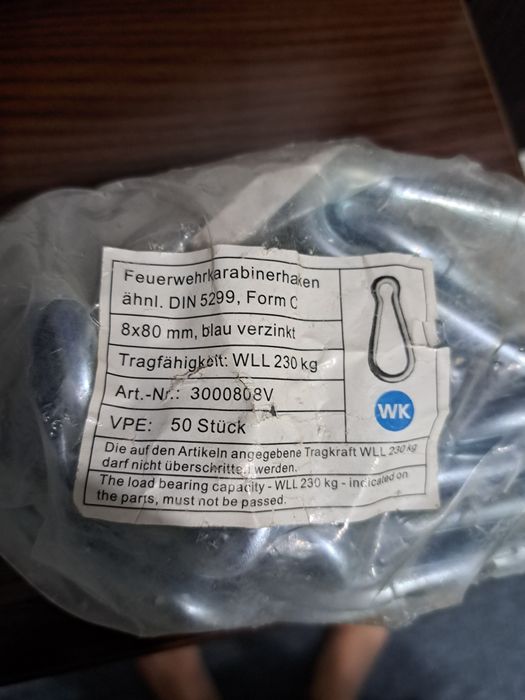 Feuerwehrkarabinerhaken
ähnl. DIN 5299, Form C
8x80 mm, blau verzinkt
Tragfähigkeit: WLL 230 kg
Art.-Nr.: 3000808V
VPE: 50 Stück
WK
Die auf den Artikeln angegebene Tragkraft WLL 230 kg
darf nicht überschritten werden.
The load bearing capacity - WLL 230 kg - indicated on
the parts, must not be passed.